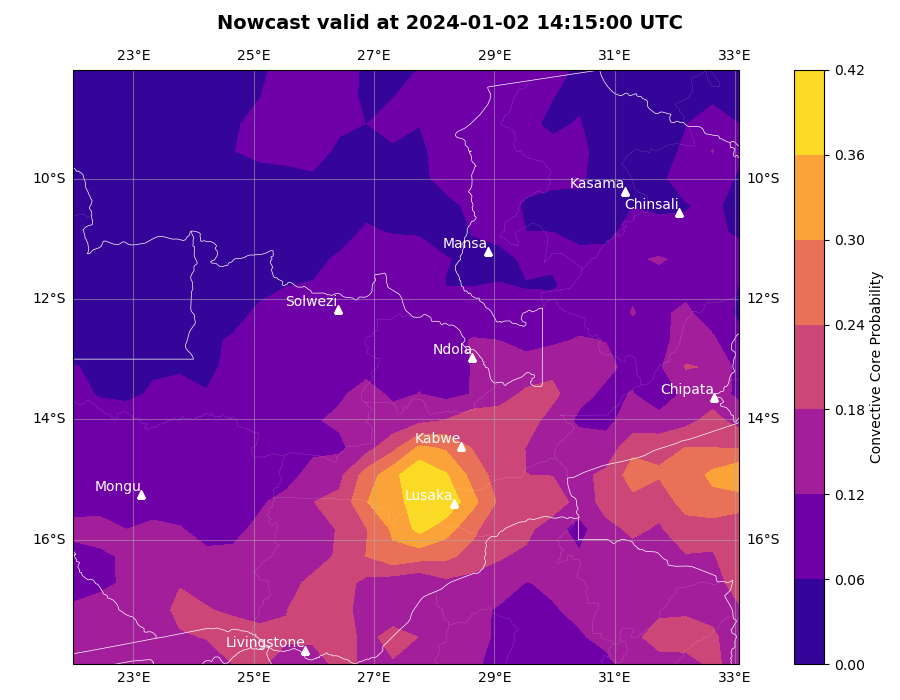 Nowcast valid at 2024-01-02 14:15:00 UTC
23°E 25°E 27°E 29°E 31°E 33°E
0.42
0.36
10°S 10°S
Kasama
Chinsali
0.30
Mansa
12°S 12°S
Solwezi
0.24
Ndola
Chipata
0.18
14°S 14°S
Kabwe
Mongu
Lusaka
0.12
16°S 16°S
0.06
Livingstone
0.00
23°E 25°E 27°E 29°E 31°E 33°E
Convective Core Probability